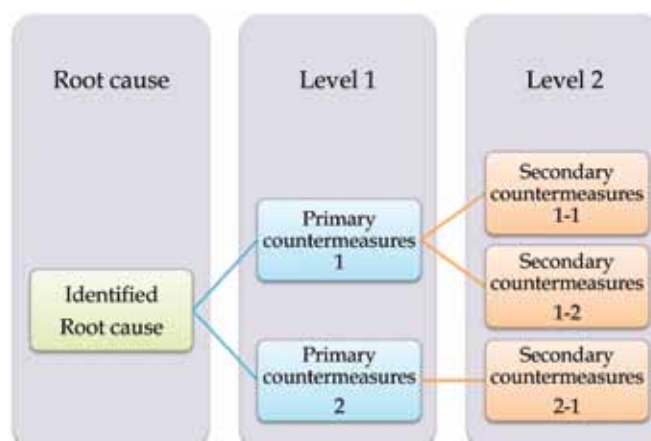 Root cause
Level 1
Level 2
Identified
Root cause
Primary
countermeasures
1
Primary
countermeasures
2
Secondary
countermeasures
1-1
Secondary
countermeasures
1-2
Secondary
countermeasures
2-1